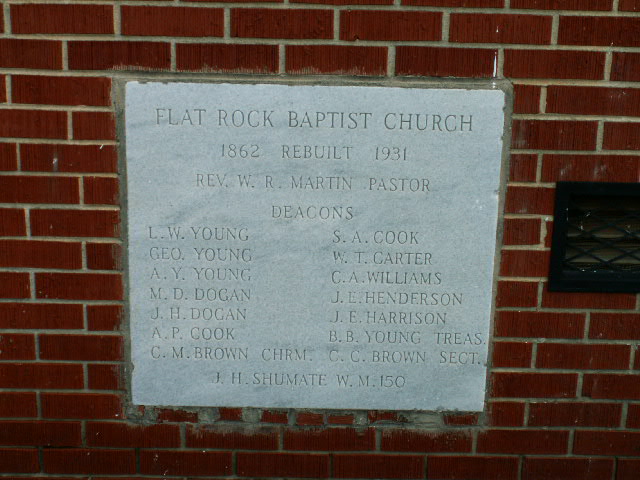 FLAT ROCK BAPTIST CHURCH
1862 REBUILT 1931
REV. W. R. MARTIN PASTOR
DEACONS
L. W. YOUNG S. A. COOK
GEO. YOUNG W. T. CARTER
A. Y. YOUNG C. A. WILLIAMS
M. D. DOGAN J. E. HENDERSON
J. H. DOGAN J. E. HARRISON
A. P. COOK B. B. YOUNG TREAS.
C. M. BROWN CHRM. C. C. BROWN SECT.
J. H. SHUMATE W. M. 150